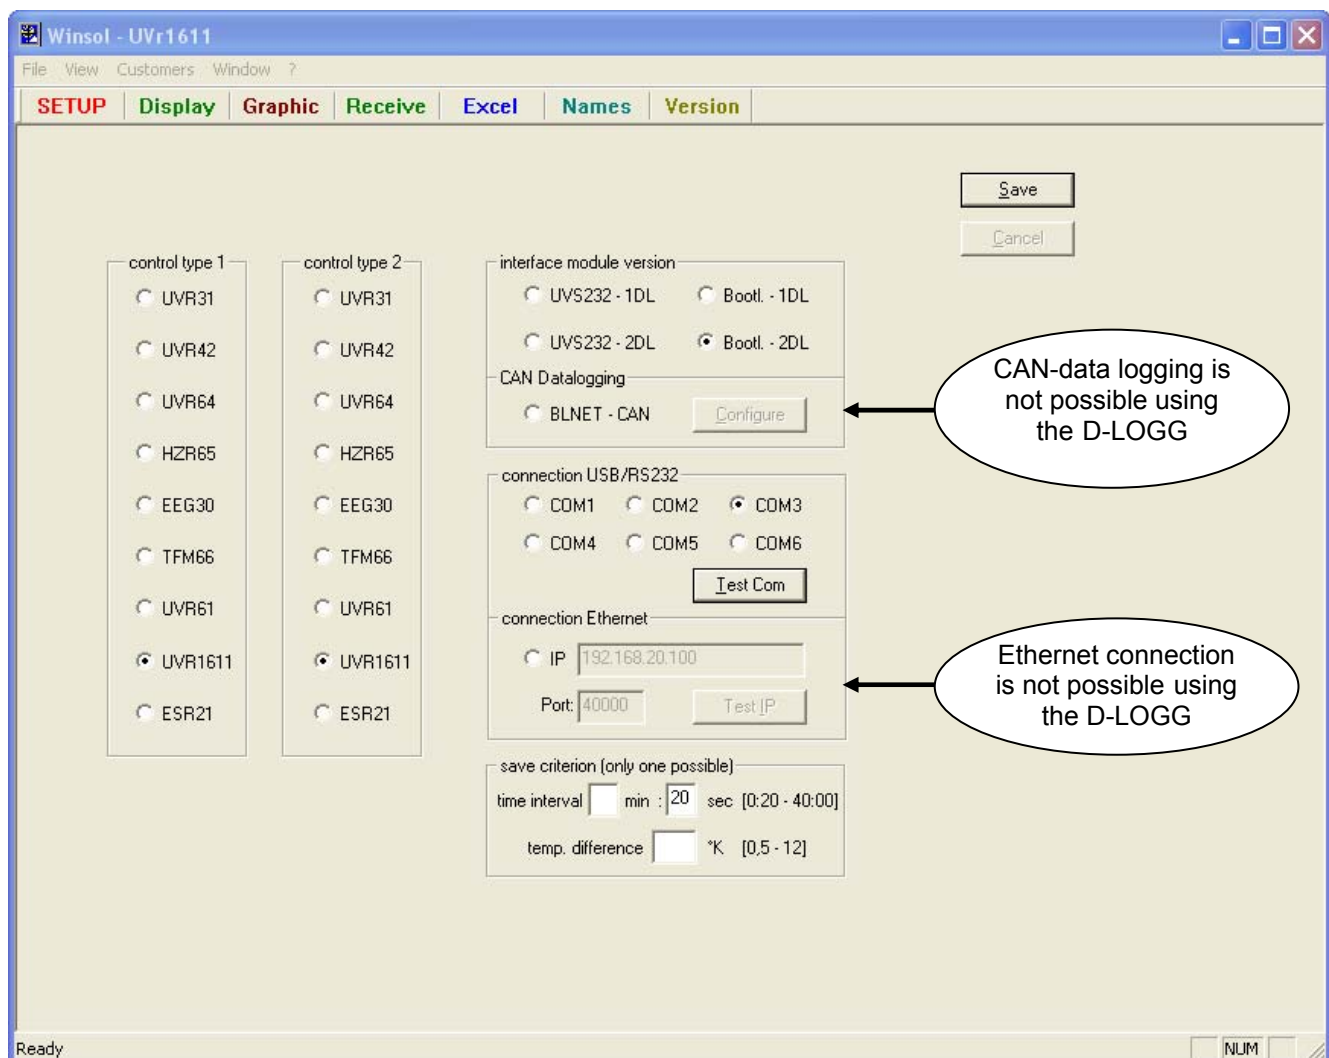 Winsol - UVr1611
File View Customers Window ?
SETUP Display Graphic Receive Excel Names Version
Save
Cancel
control type 1
UVR31
UVR42
UVR64
HZR65
EEG30
TFM66
UVR61
UVR1611
ESR21
control type 2
UVR31
UVR42
UVR64
HZR65
EEG30
TFM66
UVR61
UVR1611
ESR21
interface module version
UVS232 - 1DL Bootl. - 1DL
UVS232 - 2DL Bootl. - 2DL
CAN Datalogging
BLNET - CAN Configure
CAN-data logging is
not possible using
the D-LOGG
connection USB/RS232
COM1 COM2 COM3
COM4 COM5 COM6
Test Com
connection Ethernet
IP 192.168.20.100
Port: 40000 Test IP
Ethernet connection
is not possible using
the D-LOGG
save criterion (only one possible)
time interval min : 20 sec [0:20 - 40:00]
temp. difference °K [0,5 - 12]
Ready NUM